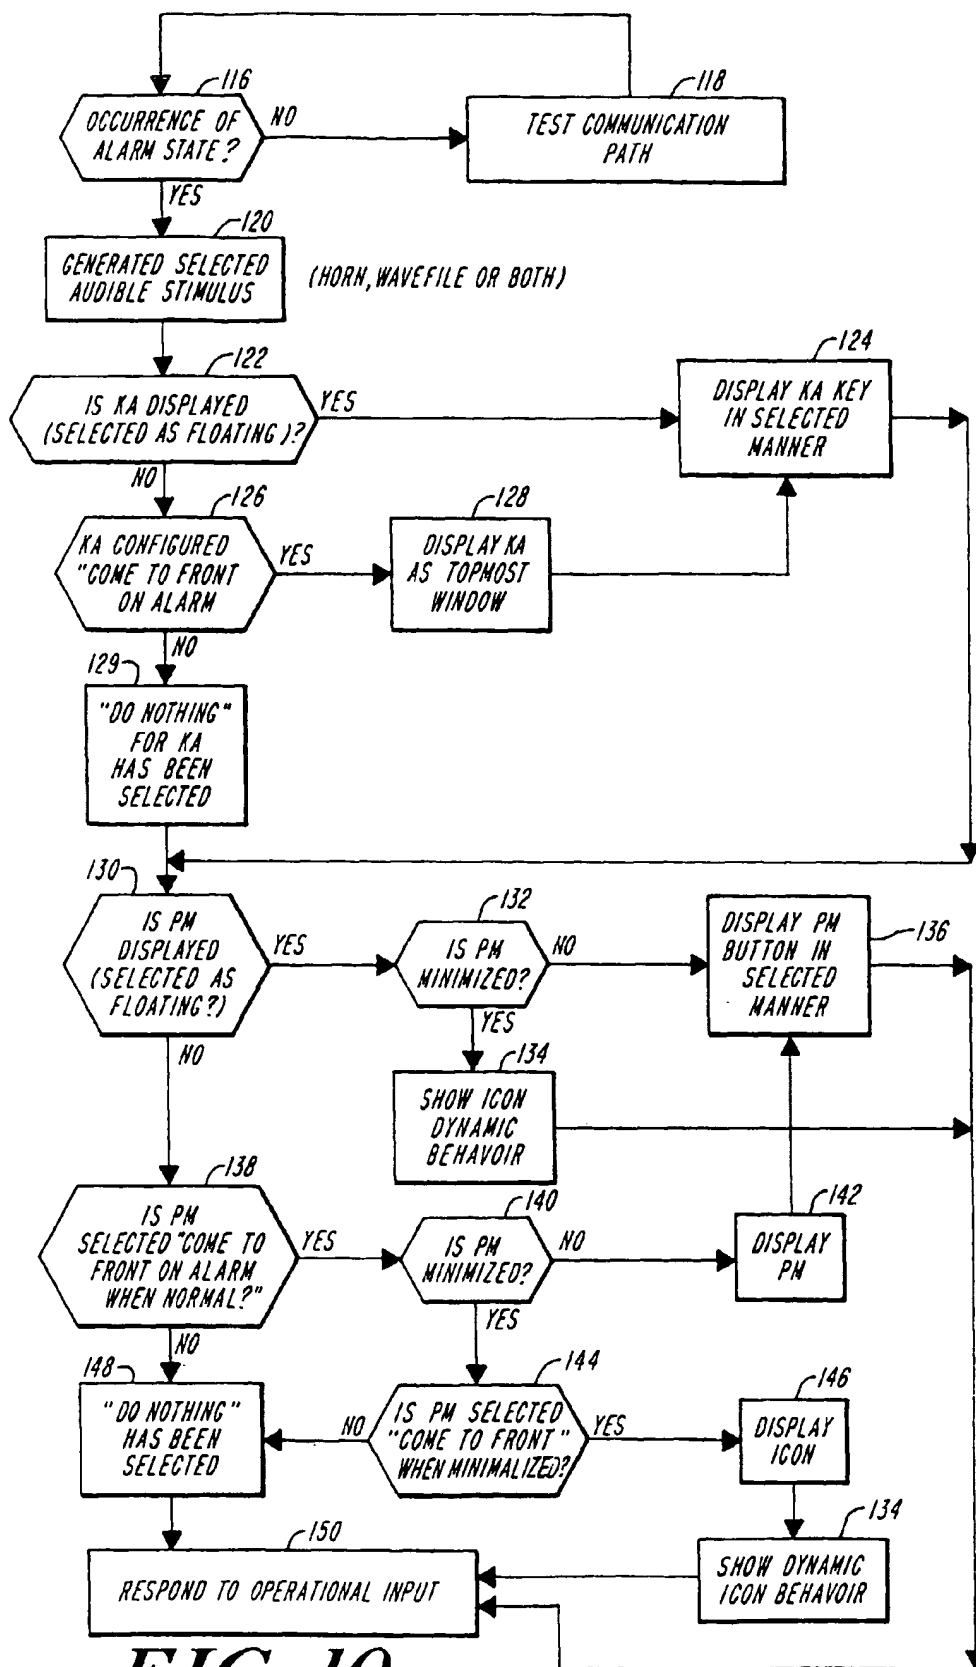 116
118
OCCURRENCE OF
ALARM STATE?
NO
TEST COMMUNICATION
PATH
YES
120
GENERATED SELECTED
AUDIBLE STIMULUS
(HORN, WAVEFILE OR BOTH)
122
124
IS KA DISPLAYED
(SELECTED AS FLOATING)?
YES
DISPLAY KA KEY
IN SELECTED
MANNER
NO
126
128
KA CONFIGURED
"COME TO FRONT
ON ALARM
YES
DISPLAY KA
AS TOPMOST
WINDOW
NO
129
"DO NOTHING"
FOR KA
HAS BEEN
SELECTED
130
132
IS PM
DISPLAYED
(SELECTED AS
FLOATING?)
YES
IS PM
MINIMIZED?
NO
DISPLAY PM
BUTTON IN
SELECTED
MANNER
136
NO
YES
134
SHOW ICON
DYNAMIC
BEHAVOIR
138
140
142
IS PM
SELECTED "COME TO
FRONT ON ALARM
WHEN NORMAL?"
YES
IS PM
MINIMIZED?
NO
DISPLAY
PM
NO
YES
148
144
146
"DO NOTHING"
HAS BEEN
SELECTED
NO
IS PM SELECTED
"COME TO FRONT"
WHEN MINIMALIZED?
YES
DISPLAY
ICON
150
134
RESPOND TO OPERATIONAL INPUT
SHOW DYNAMIC
ICON BEHAVOIR
FIG. 10